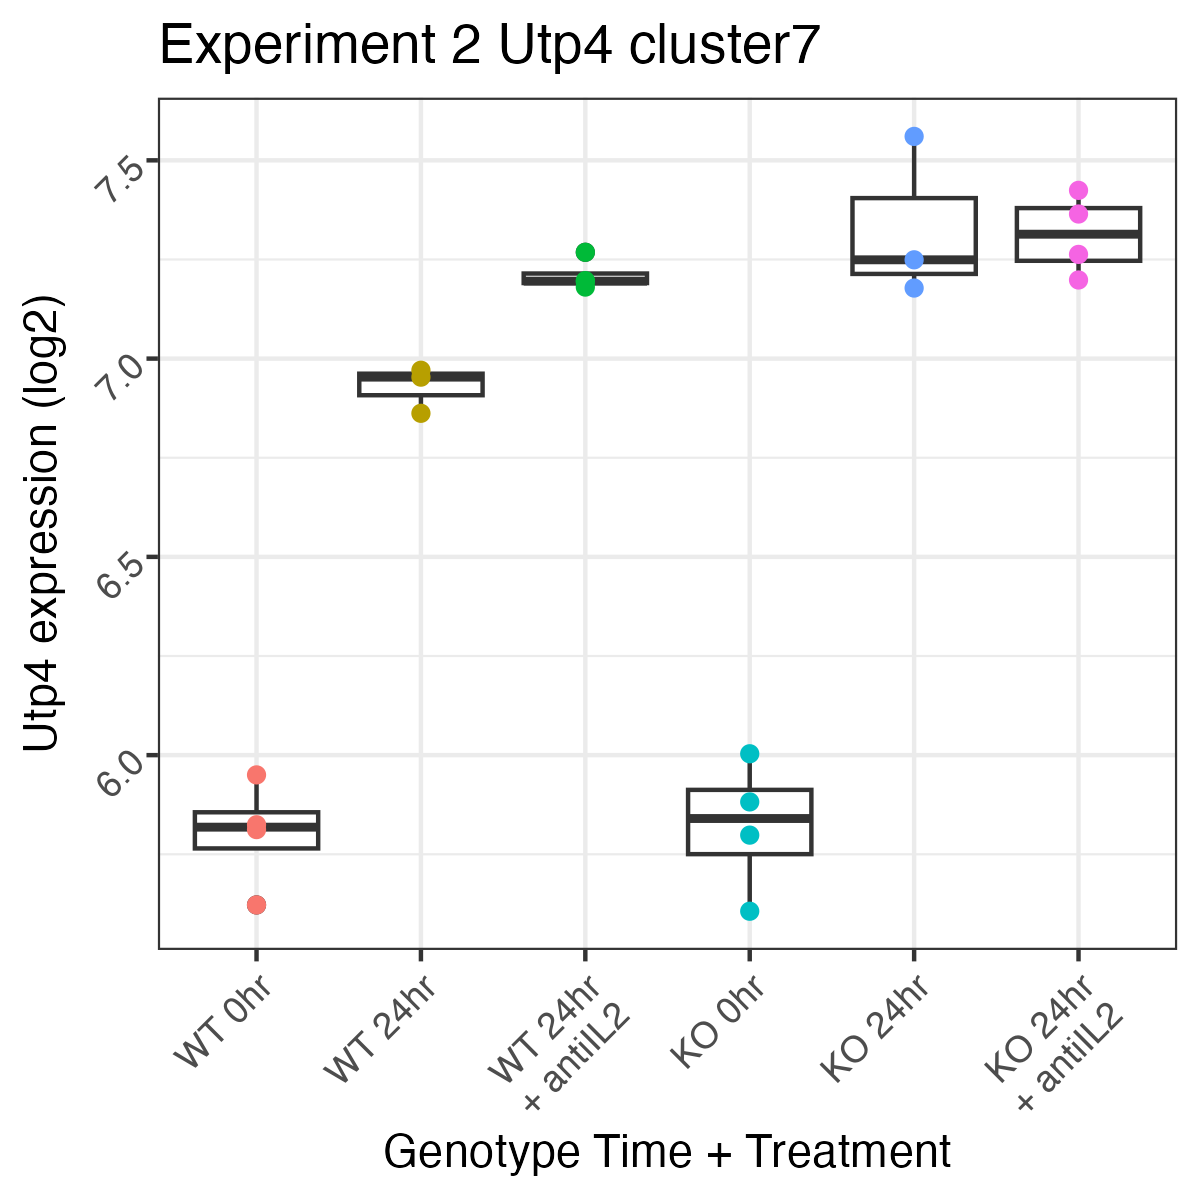 Experiment 2 Utp4 cluster7
Utp4 expression (log2)
7.5
7.0
6.5
6.0
WT 0hr
WT 24hr
WT 24hr
+ antiIL2
KO 0hr
KO 24hr
KO 24hr
+ antiIL2
Genotype Time + Treatment